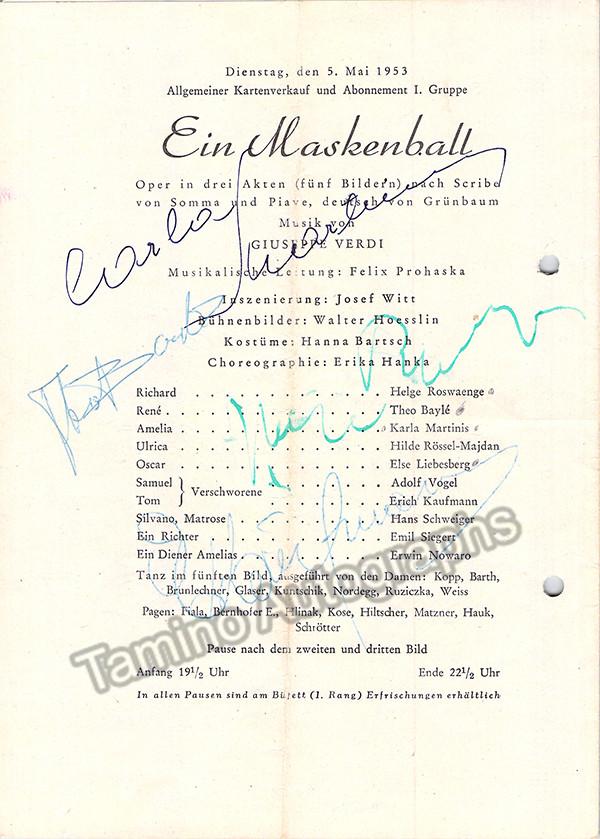 Dienstag, den 5. Mai 1953
Allgemeiner Kartenverkauf und Abonnement I. Gruppe
Ein Maskenball
Oper in drei Akten (fünf Bildern) nach Scribe
von Somma und Piave, deutsch von Grünbaum
Musik von
GIUSEPPE VERDI
Musikalische Leitung: Felix Prohaska
Inszenierung: Josef Witt
Bühnenbilder: Walter Hoesslin
Kostüme: Hanna Bartsch
Choreographie: Erika Hanka
Richard . . . . . . . . . . . . Helge Roswaenge
René . . . . . . . . . . . . Theo Baylé
Amelia . . . . . . . . . . . . Karla Martinis
Ulrica . . . . . . . . . . . . Hilde Rössel-Majdan
Oscar . . . . . . . . . . . . Else Liebesberg
Samuel } Verschworene . . . . . . Adolf Vogel
Tom } . . . . . . Erich Kaufmann
Silvano, Matrose . . . . . . . . . Hans Schweiger
Ein Richter . . . . . . . . . . . Emil Siegert
Ein Diener Amelias . . . . . . . . . Erwin Nowaro
Tanz im fünften Bild, ausgeführt von den Damen: Kopp, Barth,
Brunlechner, Glaser, Kuntschik, Nordegg, Ruziczka, Weiss
Pagen: Fiala, Bernhofer E., Hlinak, Kose, Hiltscher, Matzner, Hauk,
Schrötter
Pause nach dem zweiten und dritten Bild
Anfang 19½ Uhr Ende 22½ Uhr
In allen Pausen sind am Büfett (1. Rang) Erfrischungen erhältlich
Carla Martinis
Tamino Autographs